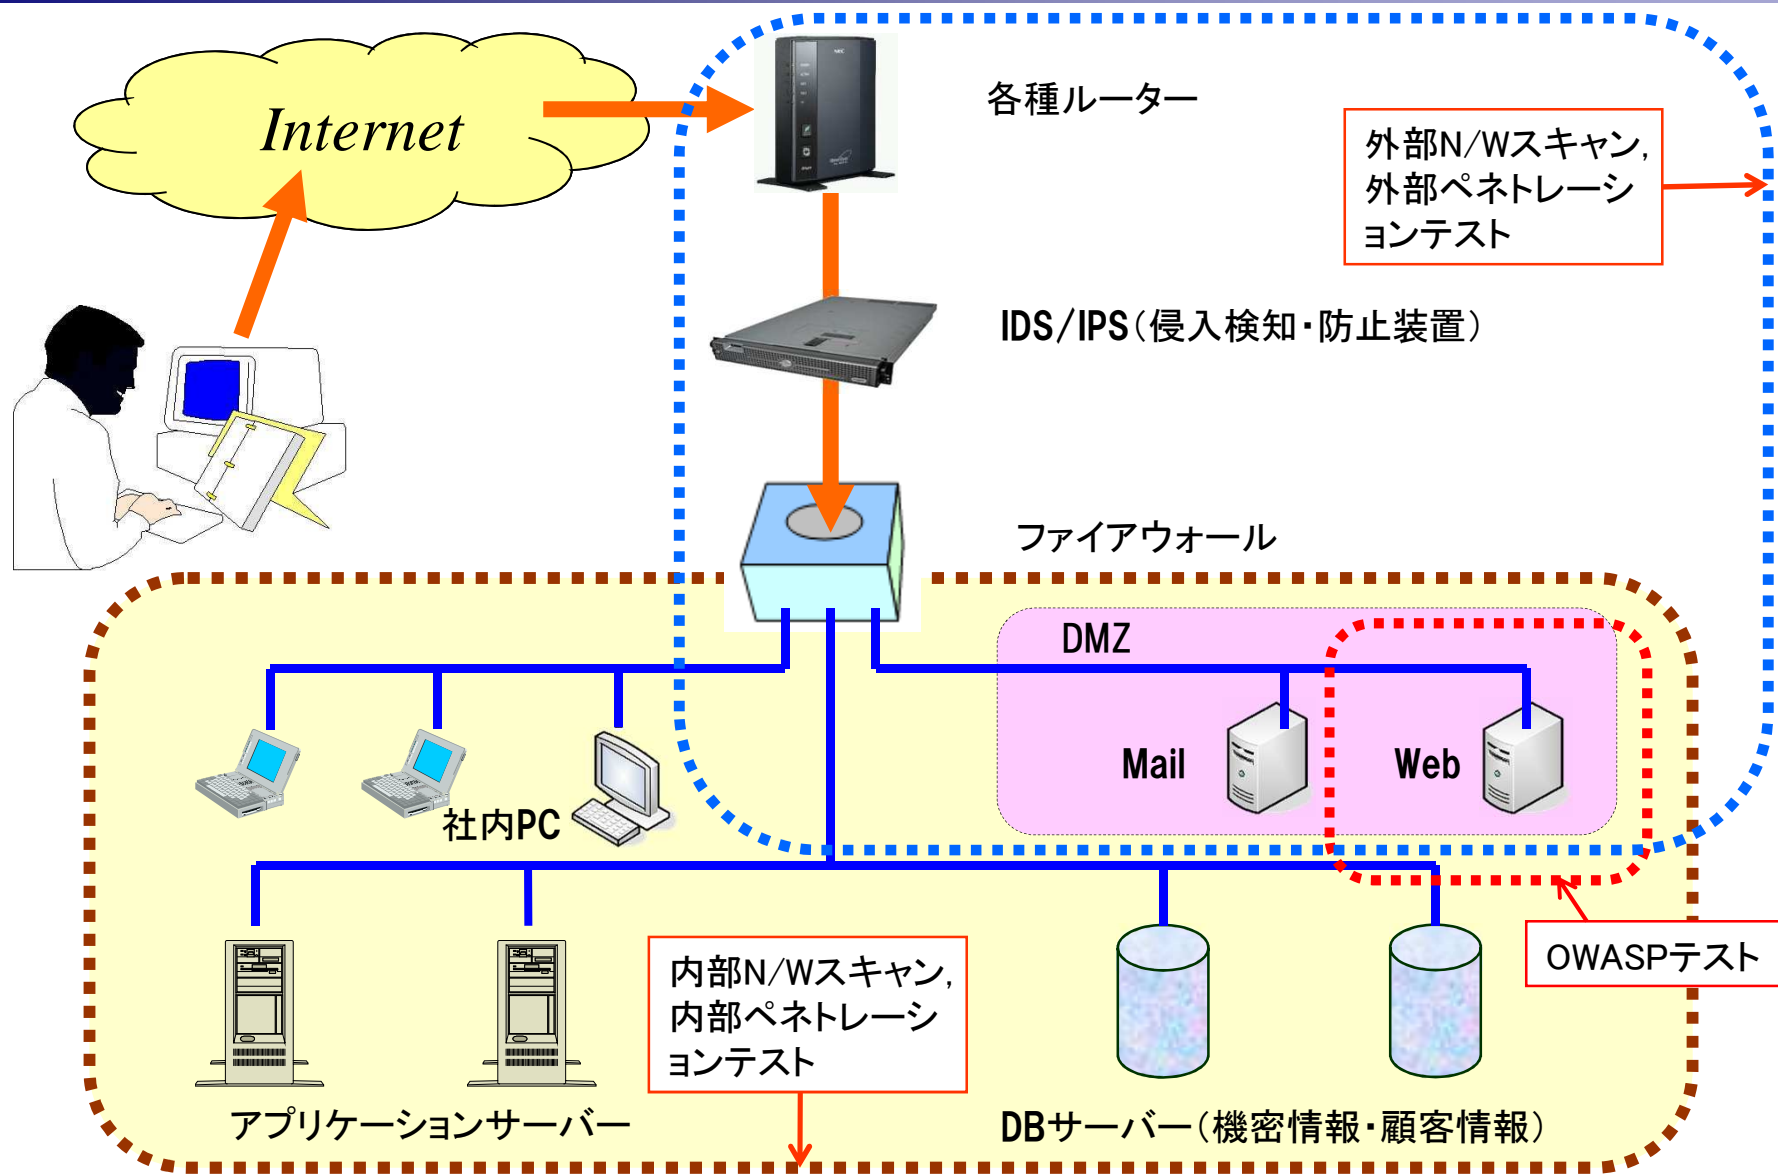 Internet
NEC
各種ルーター
外部N/Wスキャン,
外部ペネトレーシ
ョンテスト
IDS/IPS(侵入検知・防止装置)
ファイアウォール
DMZ
Mail
Web
社内PC
OWASPテスト
内部N/Wスキャン,
内部ペネトレーシ
ョンテスト
アプリケーションサーバー
DBサーバー(機密情報・顧客情報)